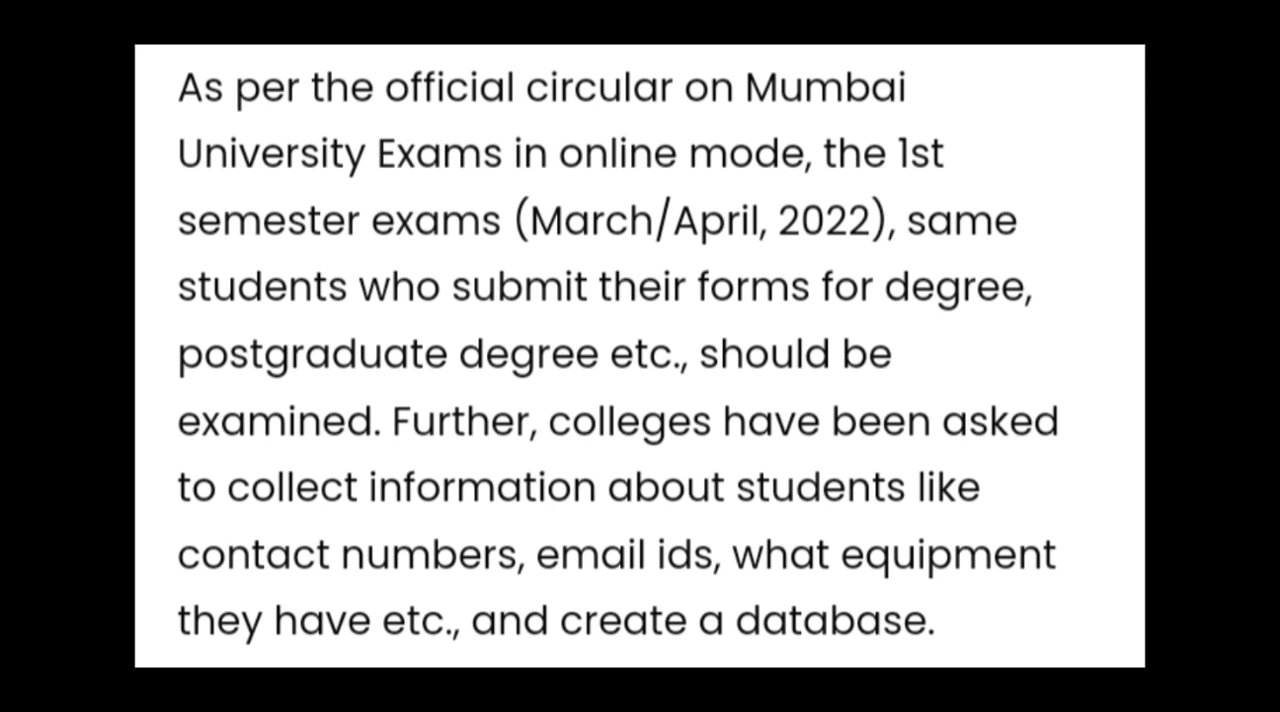 As per the official circular on Mumbai
University Exams in online mode, the 1st
semester exams (March/April, 2022), same
students who submit their forms for degree,
postgraduate degree etc., should be
examined. Further, colleges have been asked
to collect information about students like
contact numbers, email ids, what equipment
they have etc., and create a database.